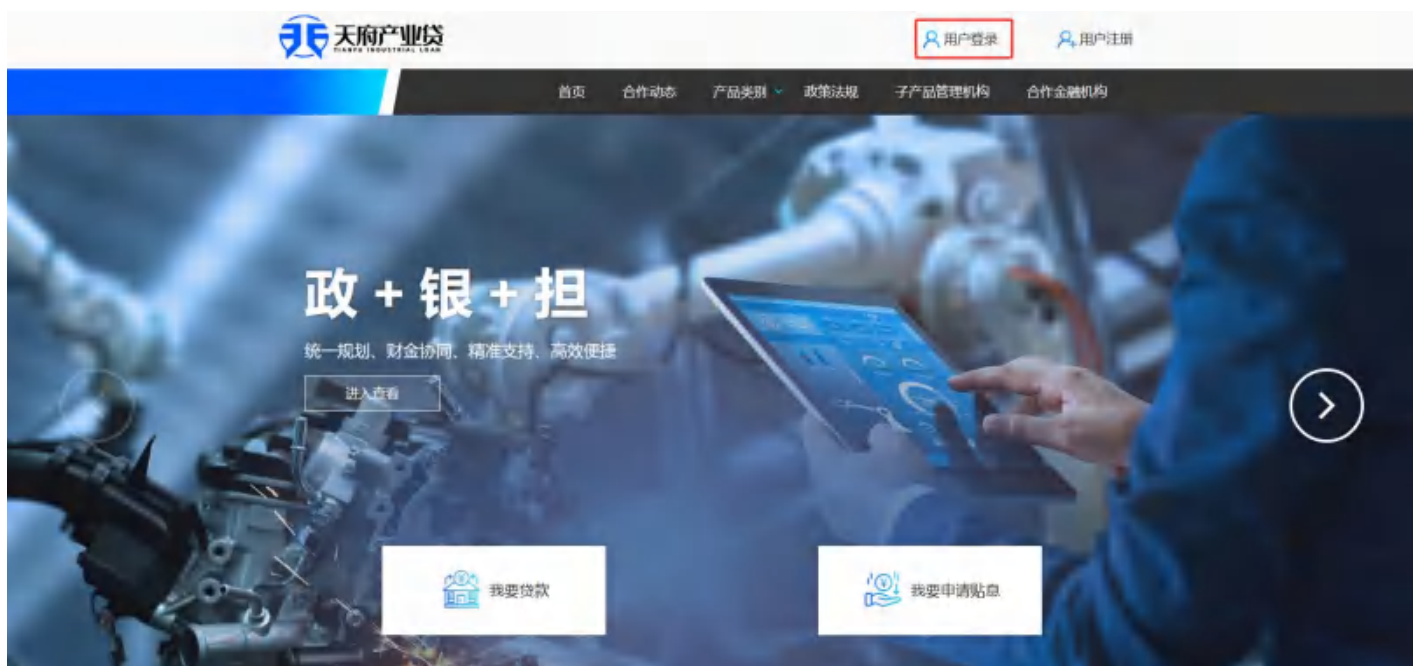 天府产业贷
TIANFU INDUSTRIAL LOAN
用户登录
用户注册
首页 合作动态 产品类别 政策法规 子产品管理机构 合作金融机构
政+银+担
统一规划、财金协同、精准支持、高效便捷
进入查看
我要贷款
我要申请贴息